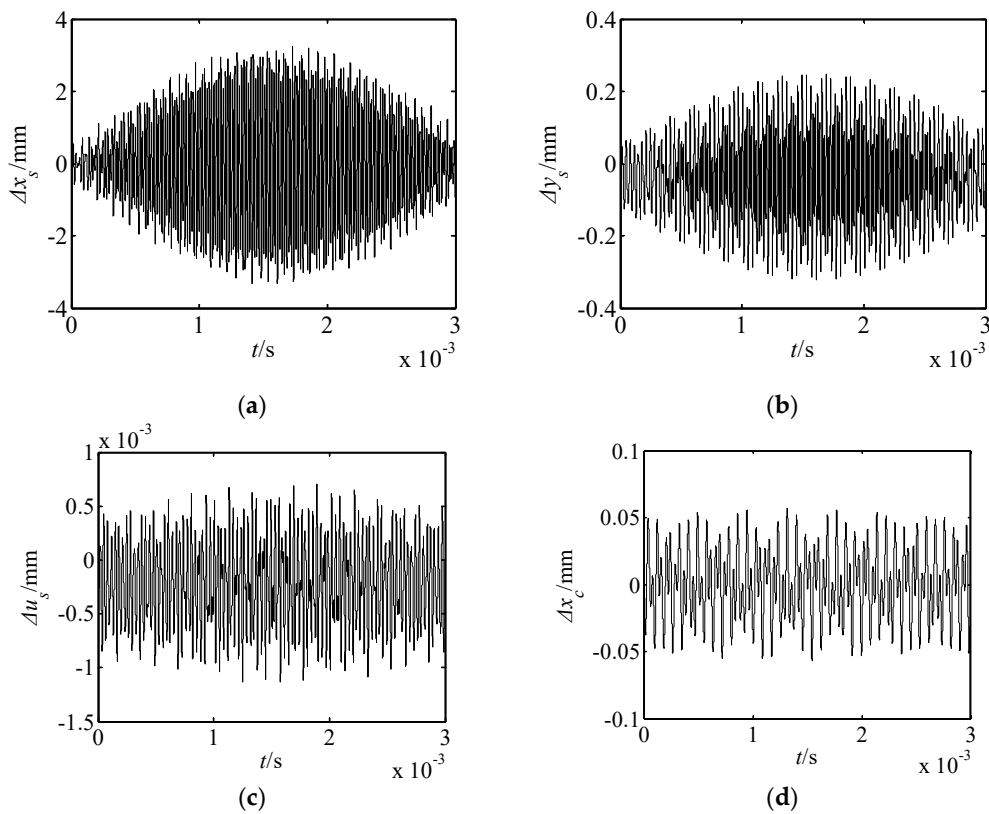 4
2
0
-2
-4
Δx_s/mm
0 1 2 3
t/s
x 10^-3
(a)
0.4
0.2
0
-0.2
-0.4
Δy_s/mm
0 1 2 3
t/s
x 10^-3
(b)
x 10^-3
1
0.5
0
-0.5
-1
-1.5
Δu_s/mm
0 1 2 3
t/s
x 10^-3
(c)
0.1
0.05
0
-0.05
-0.1
Δx_c/mm
0 1 2 3
t/s
x 10^-3
(d)